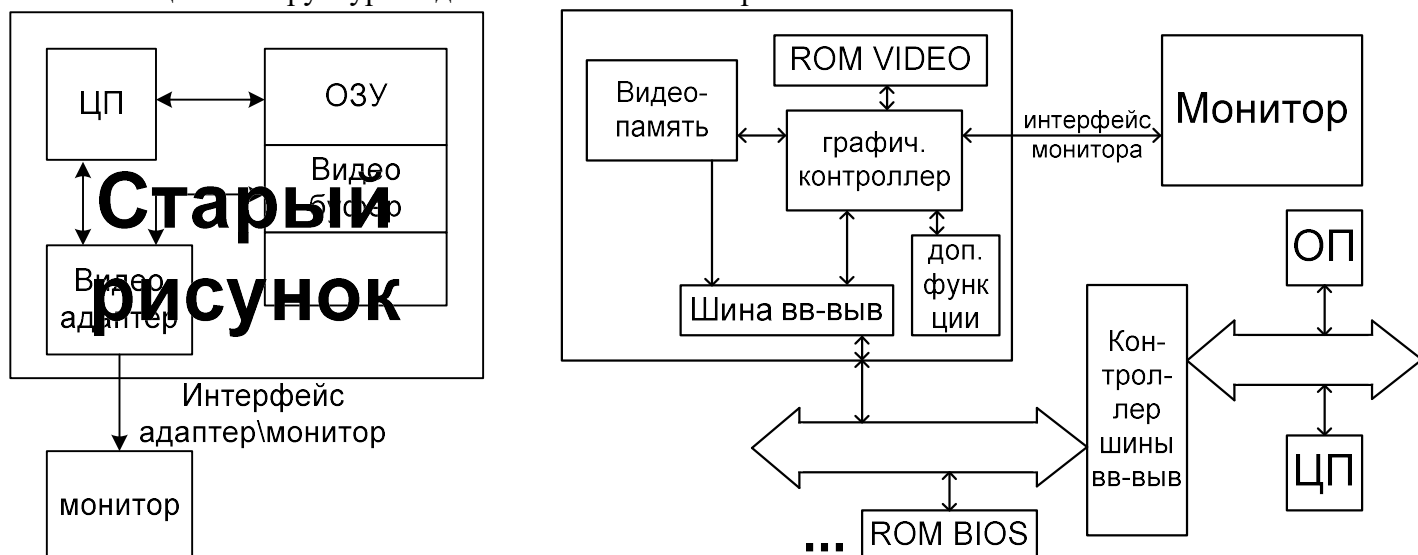 ЦП
ОЗУ
Видео
буфер
Старый
рисунок
Видео
адаптер
Интерфейс
адаптер\монитор
монитор
ROM VIDEO
Видео-
память
графич.
контроллер
интерфейс
монитора
Монитор
доп.
функ
ции
Шина вв-выв
ОП
Кон-
трол-
лер
шины
вв-выв
ЦП
... ROM BIOS